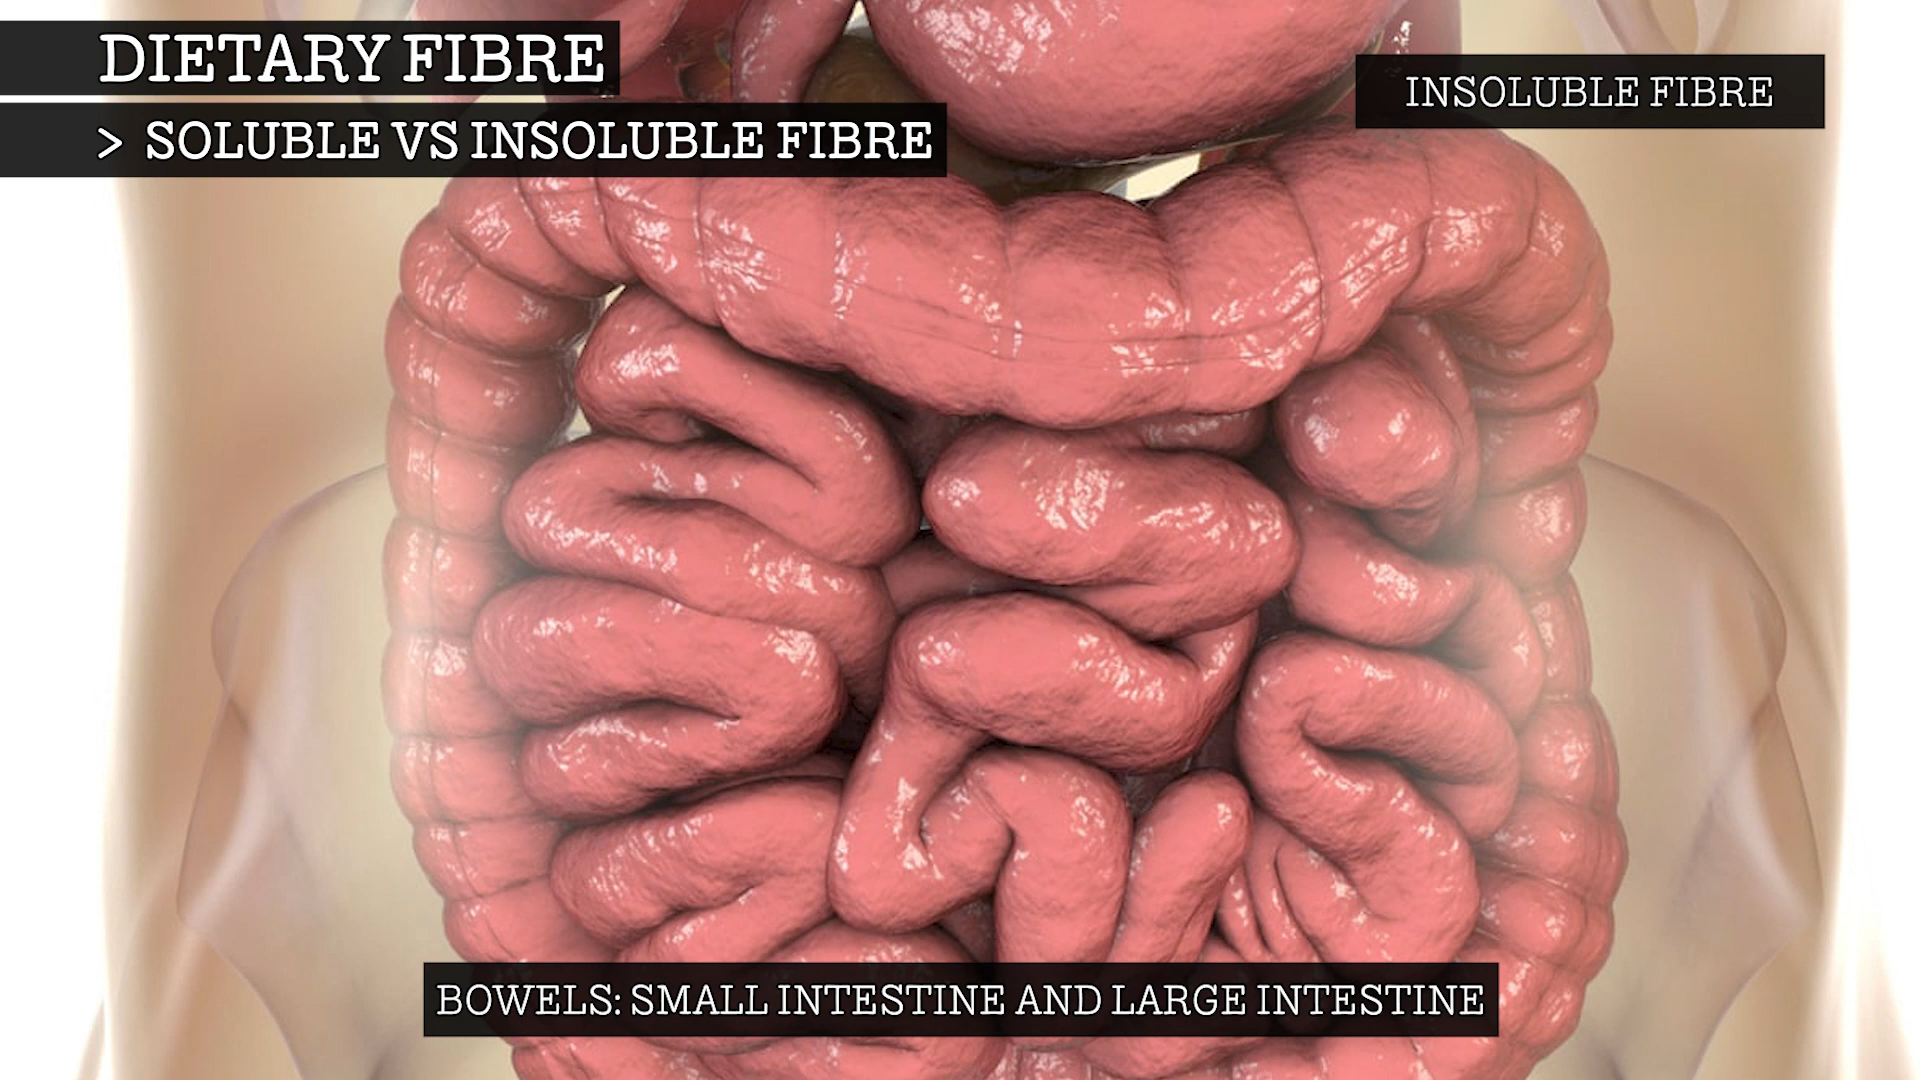 DIETARY FIBRE
> SOLUBLE VS INSOLUBLE FIBRE
INSOLUBLE FIBRE
BOWELS: SMALL INTESTINE AND LARGE INTESTINE